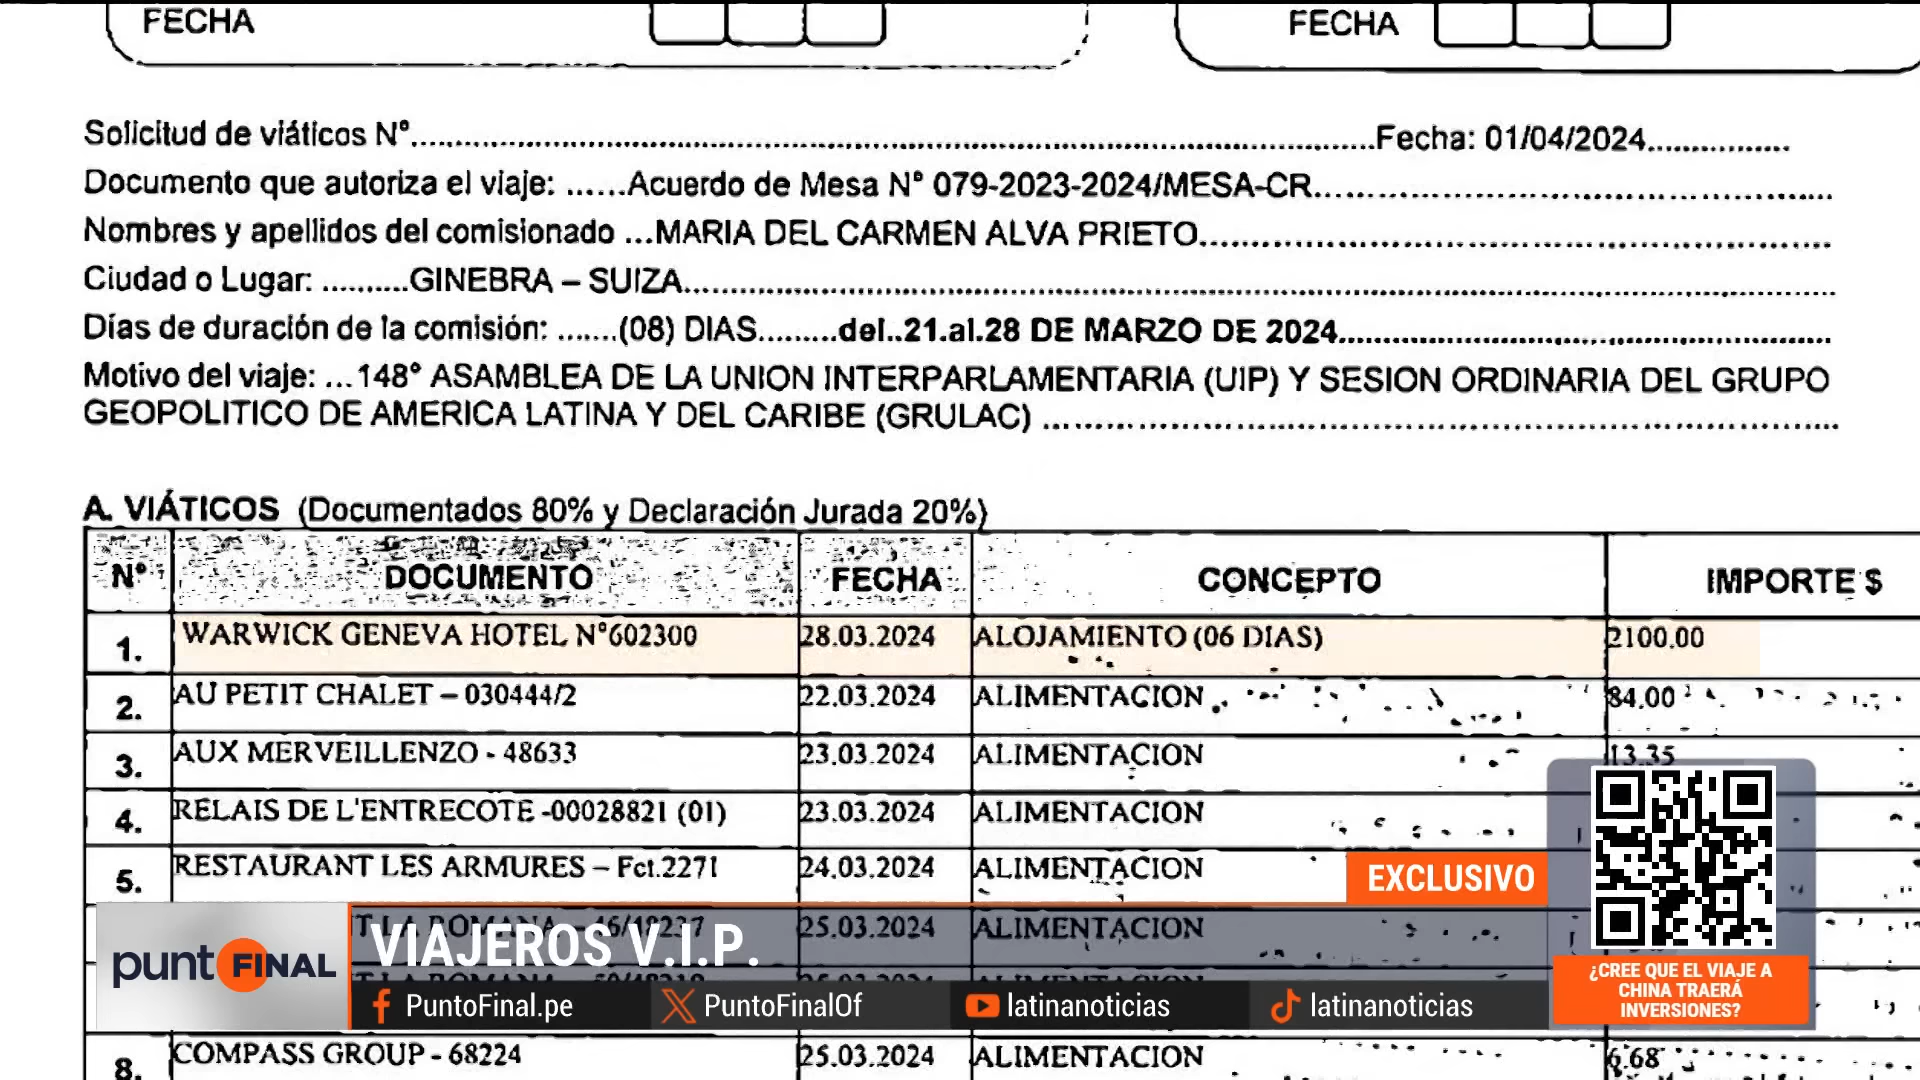 FECHA FECHA
Solicitud de viáticos N°........................Fecha: 01/04/2024...............
Documento que autoriza el viaje: ......Acuerdo de Mesa N° 079-2023-2024/MESA-CR........................
Nombres y apellidos del comisionado ...MARIA DEL CARMEN ALVA PRIETO........................
Ciudad o Lugar: ..........GINEBRA – SUIZA........................
Días de duración de la comisión: .......(08) DIAS.........del..21.al.28 DE MARZO DE 2024........................
Motivo del viaje: ...148° ASAMBLEA DE LA UNION INTERPARLAMENTARIA (UIP) Y SESION ORDINARIA DEL GRUPO
GEOPOLITICO DE AMERICA LATINA Y DEL CARIBE (GRULAC) ........................
A. VIÁTICOS (Documentados 80% y Declaración Jurada 20%)
N° DOCUMENTO FECHA CONCEPTO IMPORTE $
1. WARWICK GENEVA HOTEL N°602300 28.03.2024 ALOJAMIENTO (06 DIAS) 2100.00
2. AU PETIT CHALET – 030444/2 22.03.2024 ALIMENTACION 84.00
3. AUX MERVEILLENZO - 48633 23.03.2024 ALIMENTACION 13.35
4. RELAIS DE L'ENTRECOTE -00028821 (01) 23.03.2024 ALIMENTACION
5. RESTAURANT LES ARMURES – Fct.2271 24.03.2024 ALIMENTACION
EXCLUSIVO
LA ROMANA 25.03.2024 ALIMENTACION
puntoFINAL
VIAJEROS V.I.P.
PuntoFinal.pe PuntoFinalOf latinanoticias latinanoticias
¿CREE QUE EL VIAJE A
CHINA TRAERÁ
INVERSIONES?
8. COMPASS GROUP - 68224 25.03.2024 ALIMENTACION 6.68